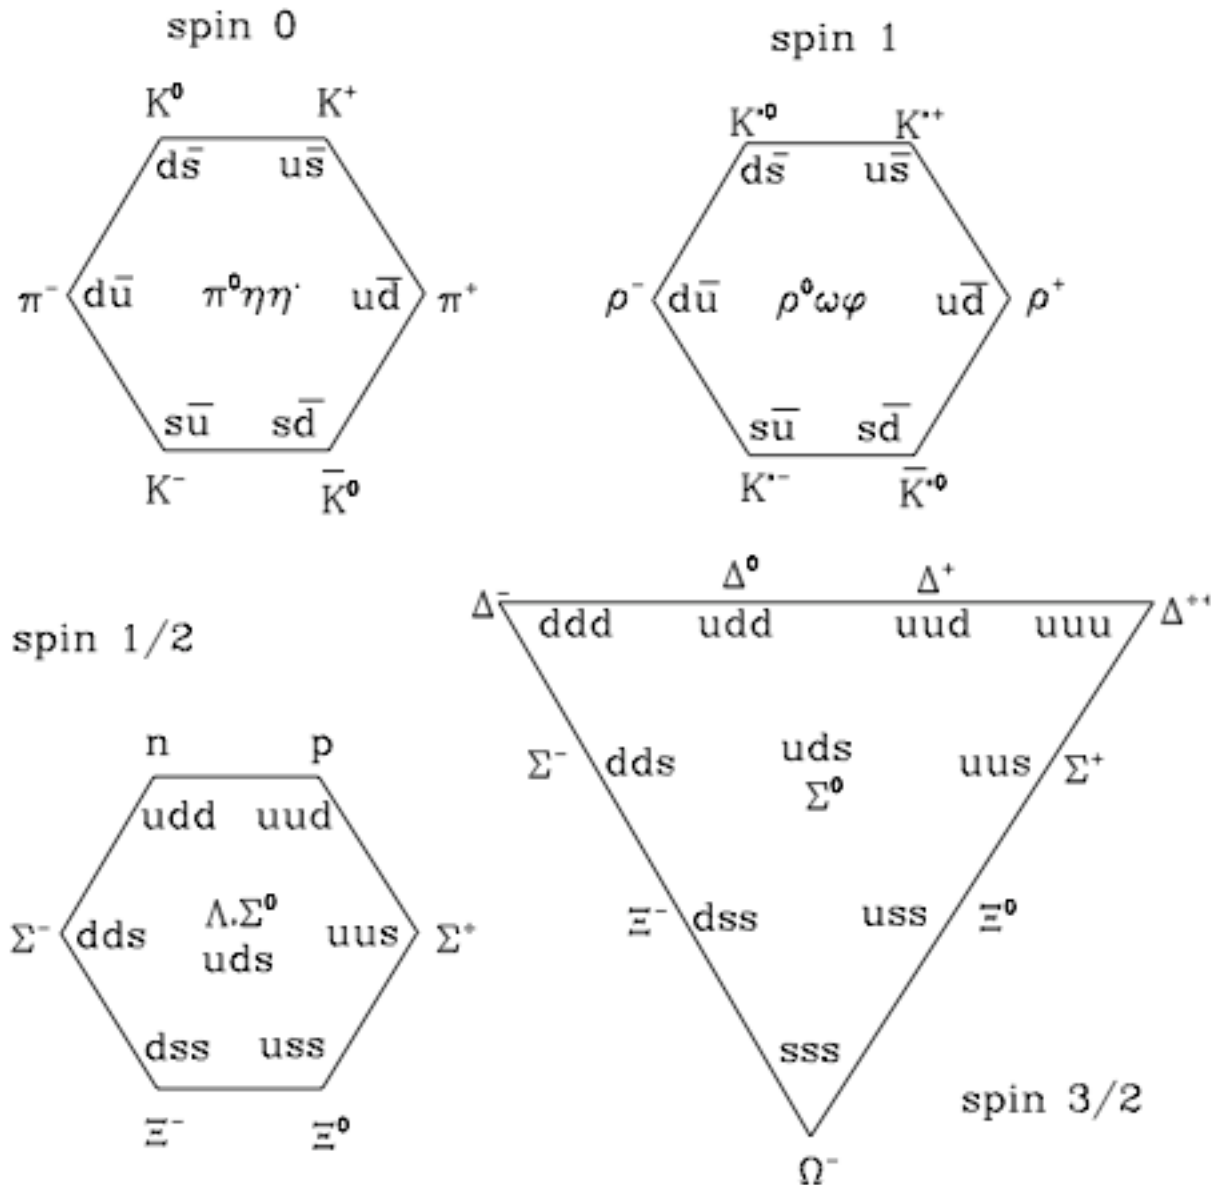 spin 0
K⁰ K⁺
ds̄ us̄
π⁻ dū π⁰ηη' ud̄ π⁺
sū sd̄
K⁻ K̄⁰
spin 1
K*⁰ K*⁺
ds̄ us̄
ρ⁻ dū ρ⁰ωφ ud̄ ρ⁺
sū sd̄
K*⁻ K̄*⁰
spin 1/2
n p
udd uud
Λ,Σ⁰
Σ⁻ dds uus Σ⁺
uds
dss uss
Ξ⁻ Ξ⁰
Δ⁰ Δ⁺
Δ⁻ Δ⁺⁺
ddd udd uud uuu
uds
Σ⁻ dds uus Σ⁺
Σ⁰
Ξ⁻ dss uss Ξ⁰
sss
spin 3/2
Ω⁻